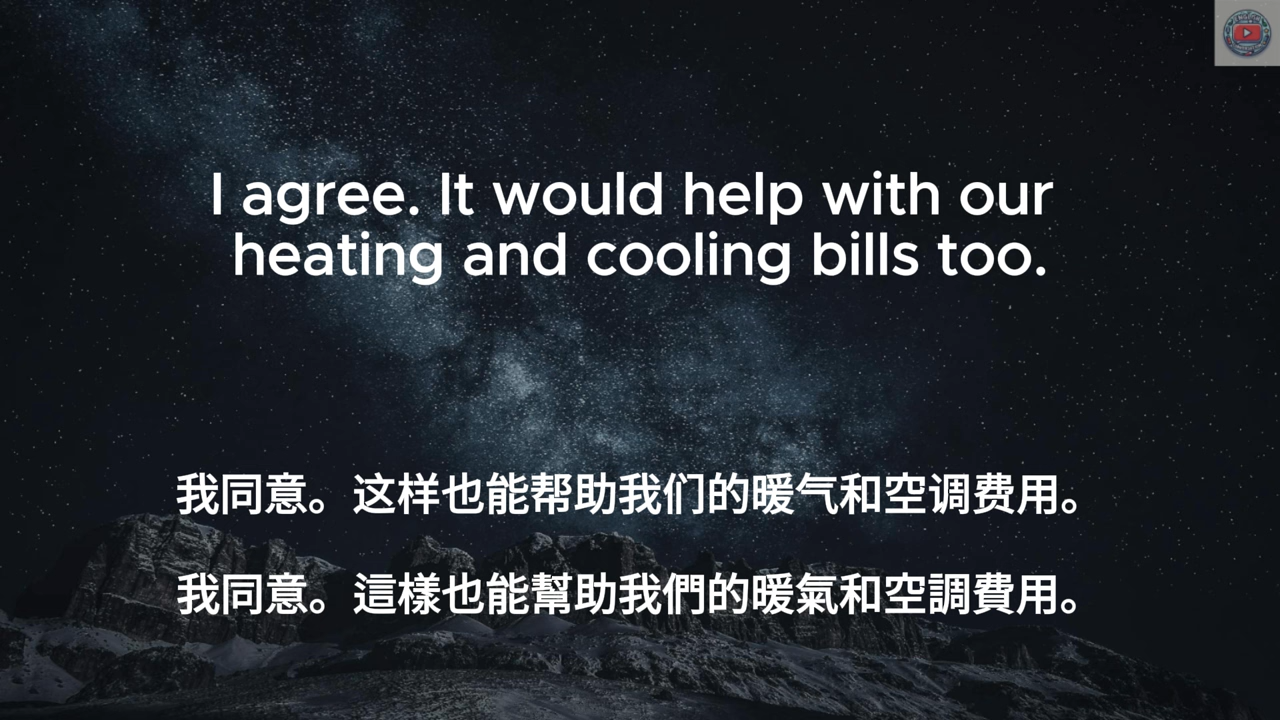 I agree. It would help with our
heating and cooling bills too.
我同意。这样也能帮助我们的暖气和空调费用。
我同意。這樣也能幫助我們的暖氣和空調費用。